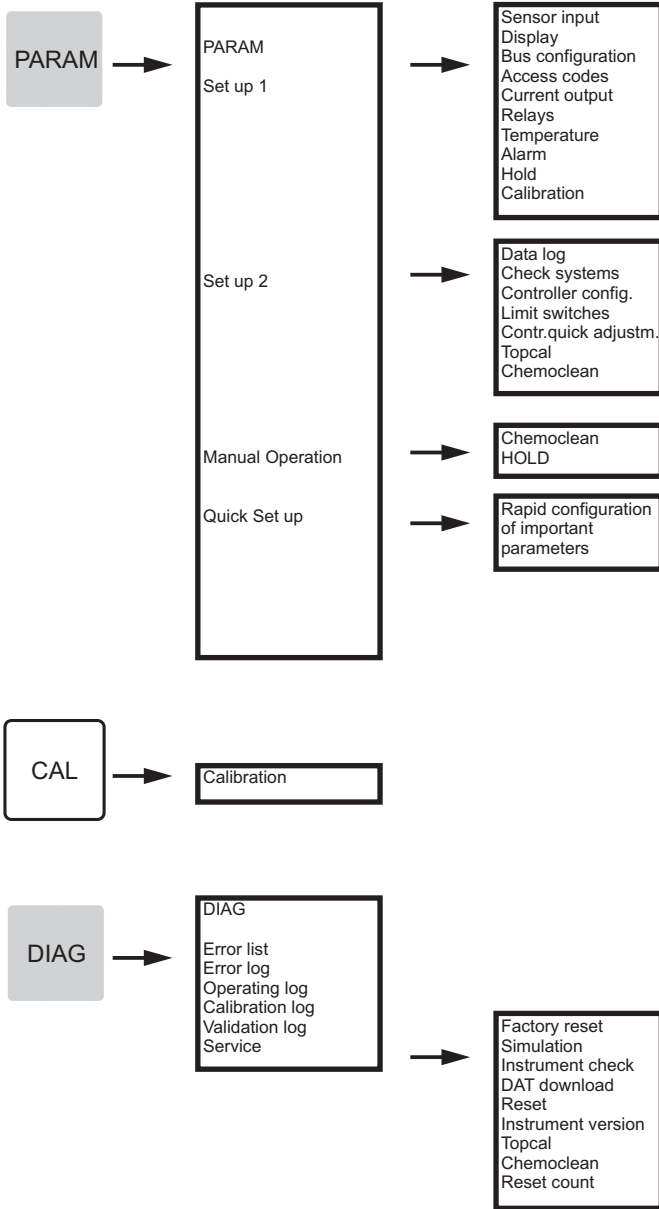 PARAM
PARAM
Set up 1
Sensor input
Display
Bus configuration
Access codes
Current output
Relays
Temperature
Alarm
Hold
Calibration
Set up 2
Data log
Check systems
Controller config.
Limit switches
Contr.quick adjustm.
Topcal
Chemoclean
Manual Operation
Chemoclean
HOLD
Quick Set up
Rapid configuration
of important
parameters
CAL
Calibration
DIAG
DIAG
Error list
Error log
Operating log
Calibration log
Validation log
Service
Factory reset
Simulation
Instrument check
DAT download
Reset
Instrument version
Topcal
Chemoclean
Reset count